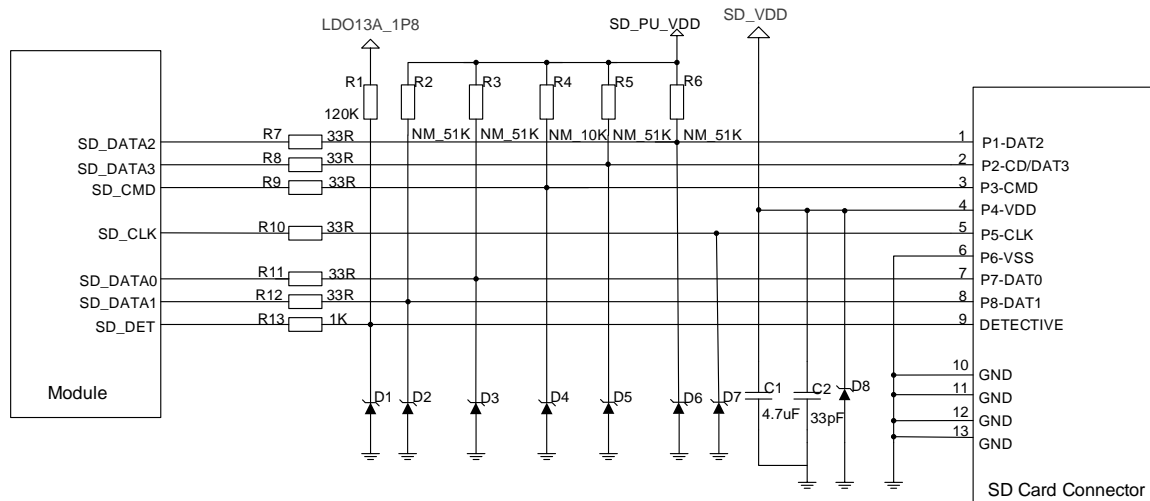 LDO13A_1P8 SD_PU_VDD SD_VDD
R1 R2 R3 R4 R5 R6
120K
NM_51K NM_51K NM_10K NM_51K NM_51K
SD_DATA2 R7 33R 1 P1-DAT2
SD_DATA3 R8 33R 2 P2-CD/DAT3
SD_CMD R9 33R 3 P3-CMD
4 P4-VDD
SD_CLK R10 33R 5 P5-CLK
6 P6-VSS
SD_DATA0 R11 33R 7 P7-DAT0
SD_DATA1 R12 33R 8 P8-DAT1
SD_DET R13 1K 9 DETECTIVE
10 GND
11 GND
12 GND
13 GND
D1 D2 D3 D4 D5 D6 D7 C1 C2 D8
4.7uF 33pF
Module
SD Card Connector